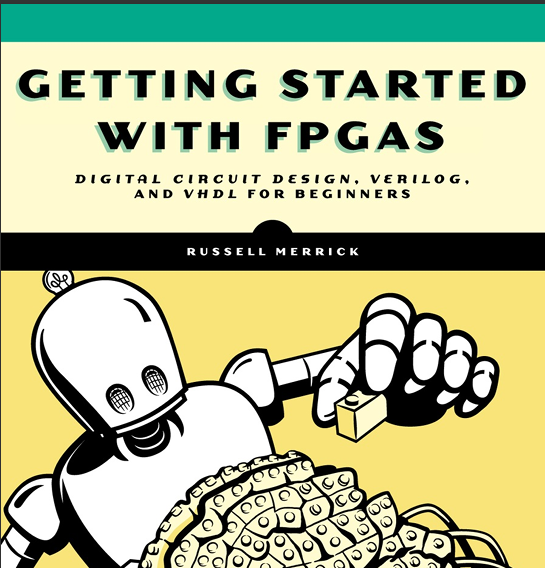 GETTING STARTED
WITH FPGAS
DIGITAL CIRCUIT DESIGN, VERILOG,
AND VHDL FOR BEGINNERS
RUSSELL MERRICK